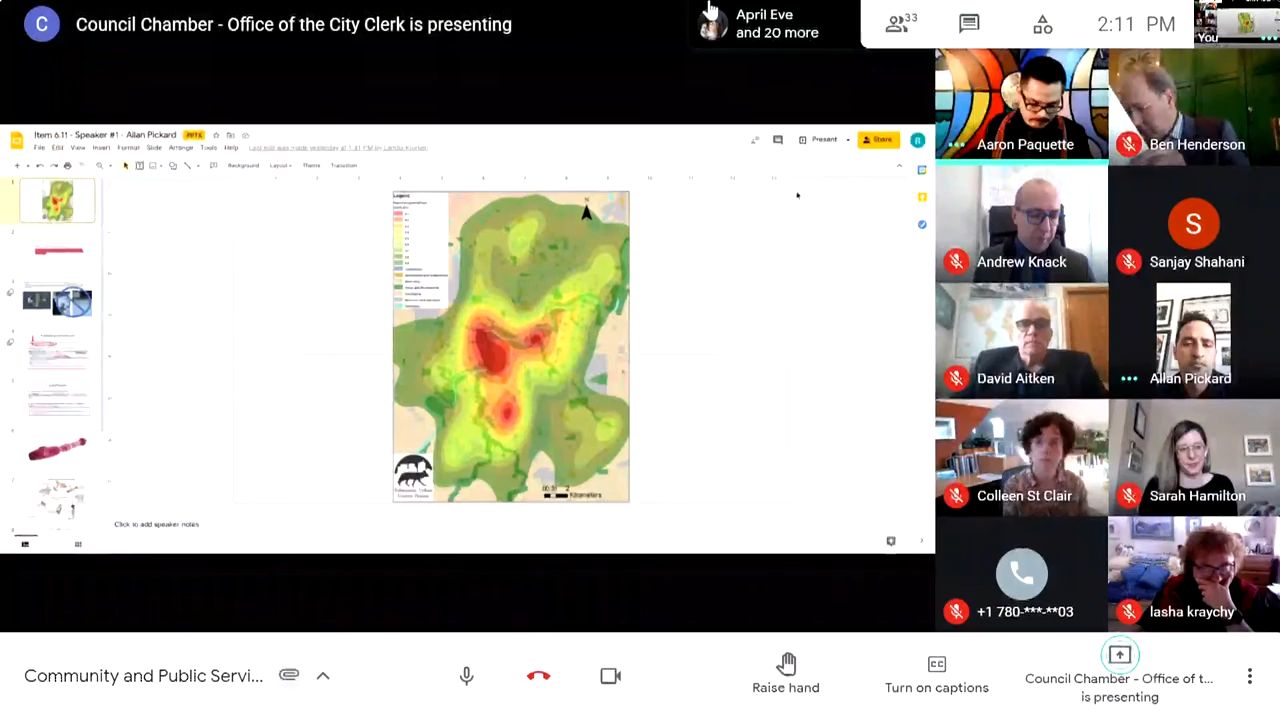 C
Council Chamber - Office of the City Clerk is presenting
April Eve
and 20 more
33
2:11 PM
You
Item 6.11 - Speaker #1 - Allan Pickard
PPTX
File Edit View Insert Format Slide Arrange Tools Help
Present
Share
R
Background Layout Theme Transition
Legend
N
Kilometers
Click to add speaker notes
Aaron Paquette
Ben Henderson
Andrew Knack
S
Sanjay Shahani
David Aitken
Allan Pickard
Colleen St Clair
Sarah Hamilton
+1 780-***-**03
lasha kraychy
Community and Public Servi...
Raise hand
Turn on captions
Council Chamber - Office of t...
is presenting